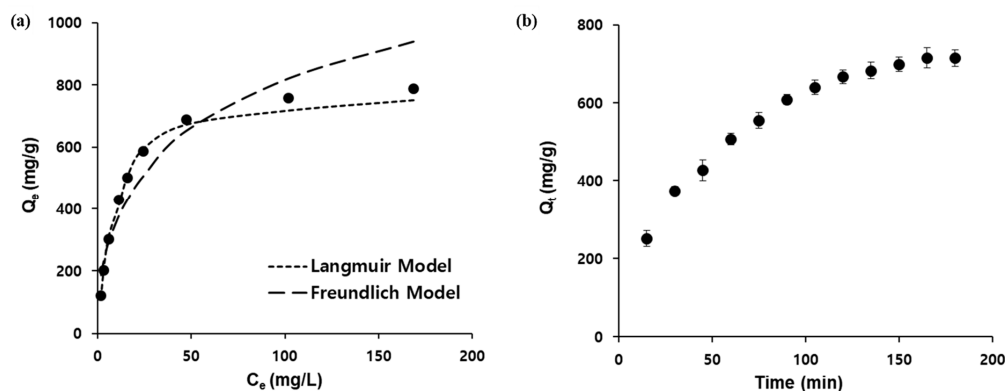 (a)
1000
800
600
400
200
0
Qe (mg/g)
0 50 100 150 200
Ce (mg/L)
Langmuir Model
Freundlich Model
(b)
800
600
400
200
0
Qt (mg/g)
0 50 100 150 200
Time (min)